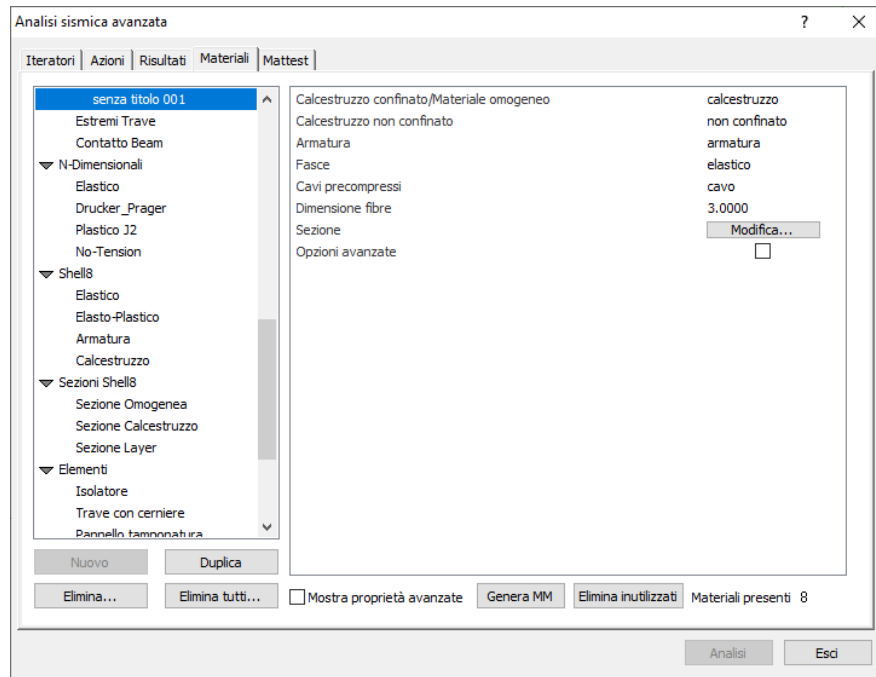 Analisi sismica avanzata
?
Iteratori Azioni Risultati Materiali Mattest
senza titolo 001
Estremi Trave
Contatto Beam
N-Dimensionali
Elastico
Drucker_Prager
Plastico J2
No-Tension
Shell8
Elastico
Elasto-Plastico
Armatura
Calcestruzzo
Sezioni Shell8
Sezione Omogenea
Sezione Calcestruzzo
Sezione Layer
Elementi
Isolatore
Trave con cerniere
Pannello tamponatura
Calcestruzzo confinato/Materiale omogeneo calcestruzzo
Calcestruzzo non confinato non confinato
Armatura armatura
Fasce elastico
Cavi precompressi cavo
Dimensione fibre 3.0000
Sezione Modifica...
Opzioni avanzate
Nuovo Duplica
Elimina... Elimina tutti... Mostra proprietà avanzate Genera MM Elimina inutilizzati Materiali presenti 8
Analisi Esci